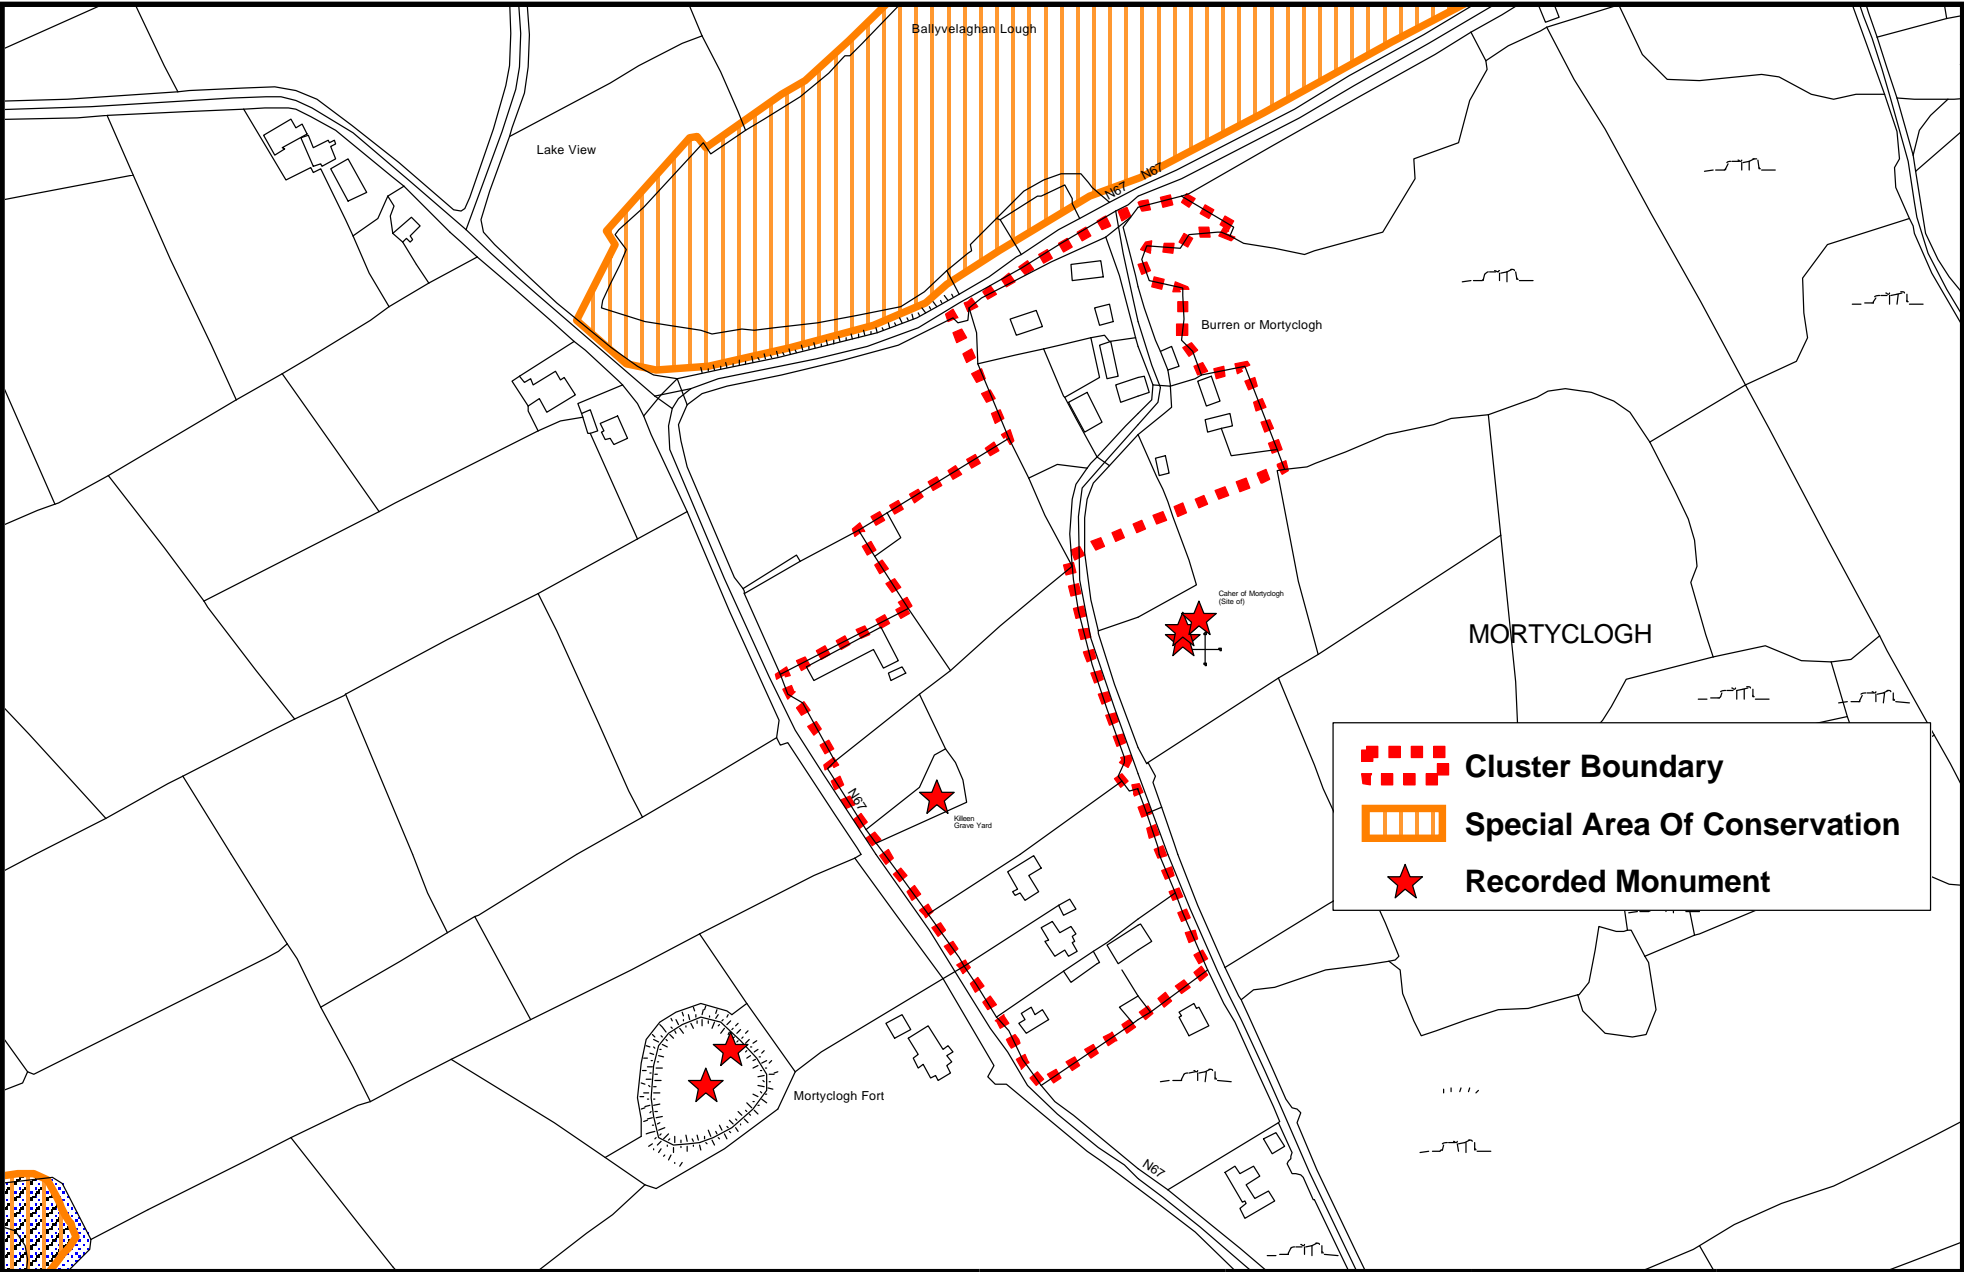 Ballyvelaghan Lough
Lake View
N67
N67
Burren or Mortyclogh
Caher of Mortyclogh
(Site of)
MORTYCLOGH
Cluster Boundary
Special Area Of Conservation
Recorded Monument
N67
Killeen
Grave Yard
Mortyclogh Fort
N67